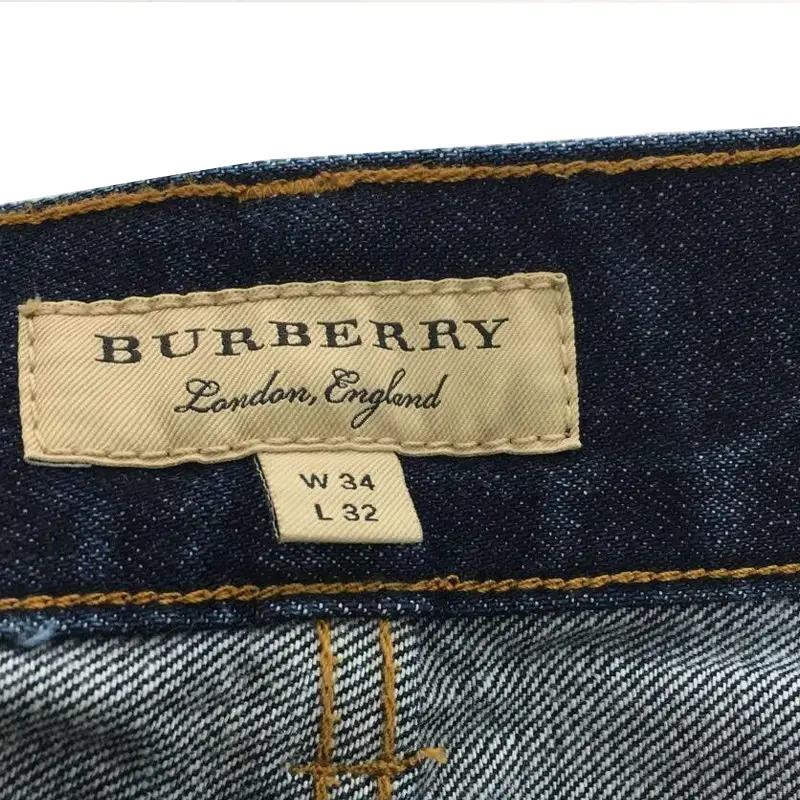 BURBERRY
London, England
W 34
L 32